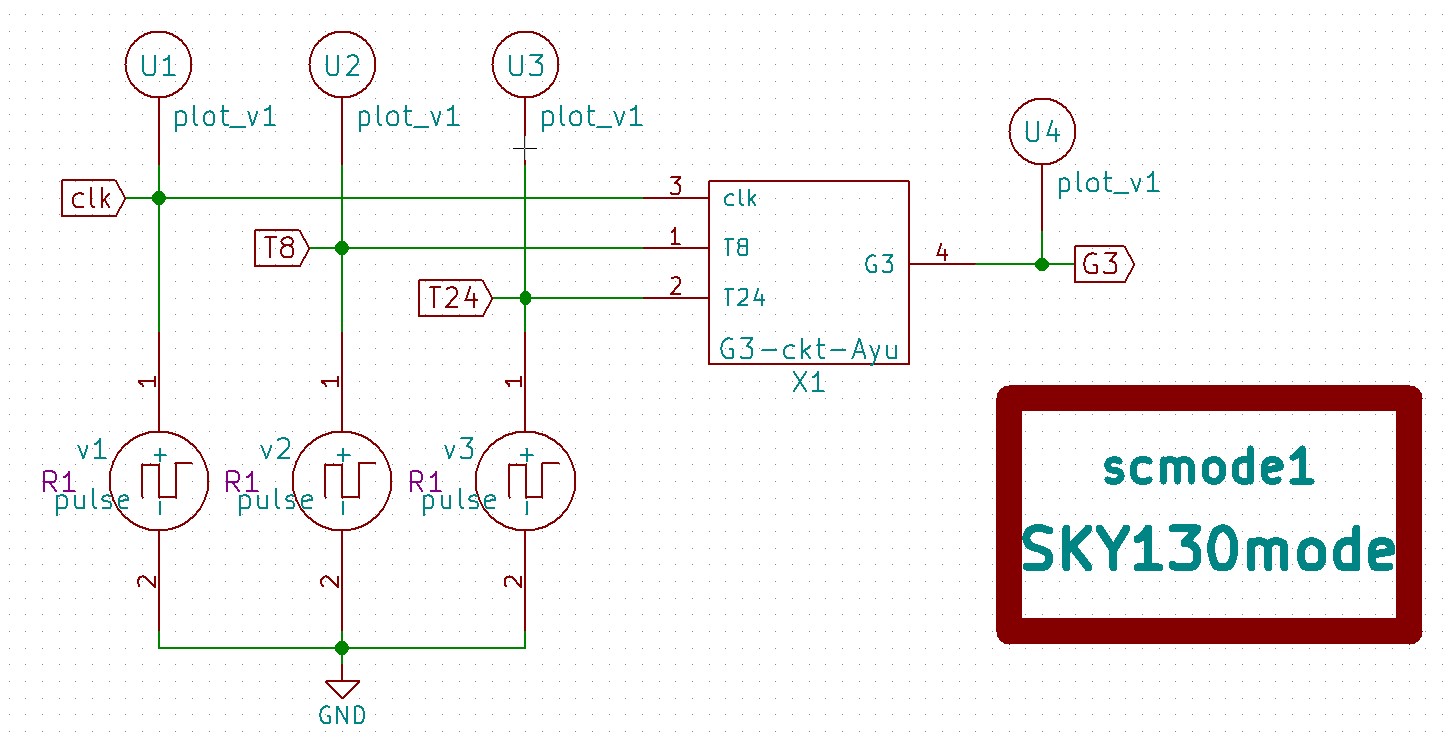 U1
U2
U3
plot_v1
plot_v1
plot_v1
U4
plot_v1
clk
3
clk
T8
1
T8
G3
4
G3
T24
2
T24
G3-ckt-Ayu
X1
1
1
1
v1
v2
v3
+
+
+
R1
R1
R1
pulse
pulse
pulse
-
-
-
scmode1
SKY130mode
2
2
2
GND